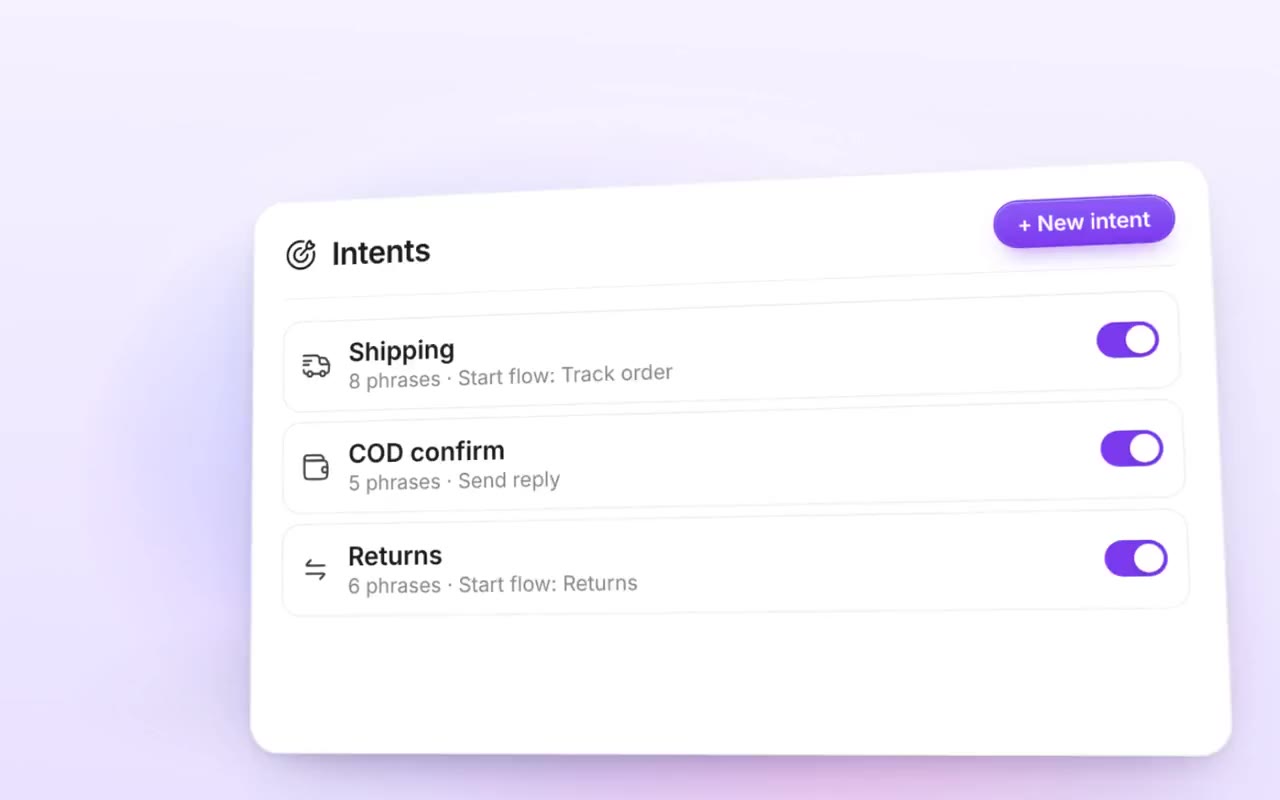 Intents
+ New intent
Shipping
8 phrases · Start flow: Track order
COD confirm
5 phrases · Send reply
Returns
6 phrases · Start flow: Returns